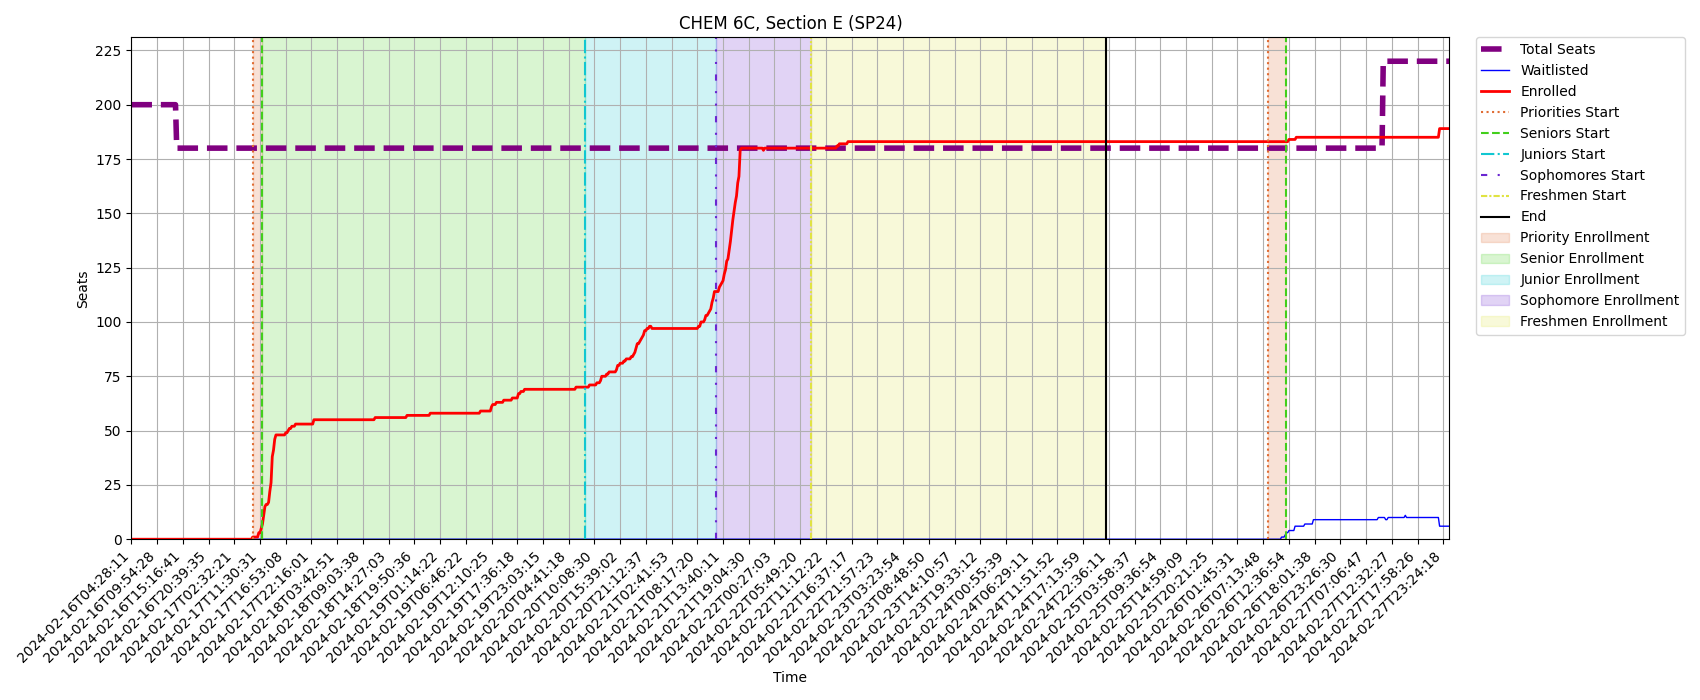 CHEM 6C, Section E (SP24)
Seats
225
200
175
150
125
100
75
50
25
0
2024-02-16T04:28:11
2024-02-16T09:54:28
2024-02-16T15:16:41
2024-02-16T20:39:35
2024-02-17T02:32:21
2024-02-17T11:30:31
2024-02-17T16:53:08
2024-02-17T22:16:01
2024-02-18T03:42:51
2024-02-18T09:03:38
2024-02-18T14:27:03
2024-02-18T19:50:36
2024-02-19T01:14:22
2024-02-19T06:46:22
2024-02-19T12:10:25
2024-02-19T17:36:18
2024-02-19T23:03:15
2024-02-20T04:41:18
2024-02-20T10:08:30
2024-02-20T15:39:02
2024-02-20T21:12:37
2024-02-21T02:41:53
2024-02-21T08:17:20
2024-02-21T13:40:11
2024-02-21T19:04:30
2024-02-22T00:27:03
2024-02-22T05:49:20
2024-02-22T11:12:22
2024-02-22T16:37:17
2024-02-22T21:57:23
2024-02-23T03:23:54
2024-02-23T08:48:50
2024-02-23T14:10:57
2024-02-23T19:33:12
2024-02-24T00:55:39
2024-02-24T06:29:11
2024-02-24T11:51:52
2024-02-24T17:13:59
2024-02-24T22:36:11
2024-02-25T03:58:37
2024-02-25T09:36:54
2024-02-25T14:59:09
2024-02-25T20:21:25
2024-02-26T01:45:31
2024-02-26T07:13:48
2024-02-26T12:36:54
2024-02-26T18:01:38
2024-02-26T23:26:30
2024-02-27T07:06:47
2024-02-27T12:32:27
2024-02-27T17:58:26
2024-02-27T23:24:18
Time
Total Seats
Waitlisted
Enrolled
Priorities Start
Seniors Start
Juniors Start
Sophomores Start
Freshmen Start
End
Priority Enrollment
Senior Enrollment
Junior Enrollment
Sophomore Enrollment
Freshmen Enrollment